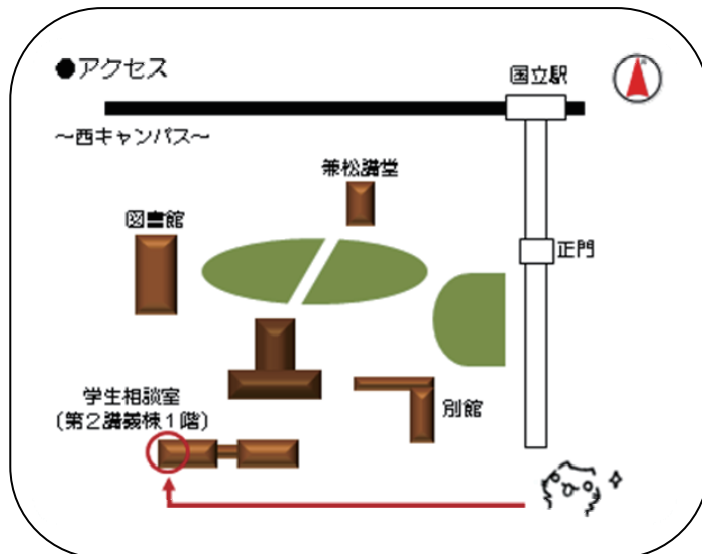 ●アクセス
国立駅
～西キャンパス～
兼松講堂
図書館
正門
学生相談室
(第２講義棟１階)
別館